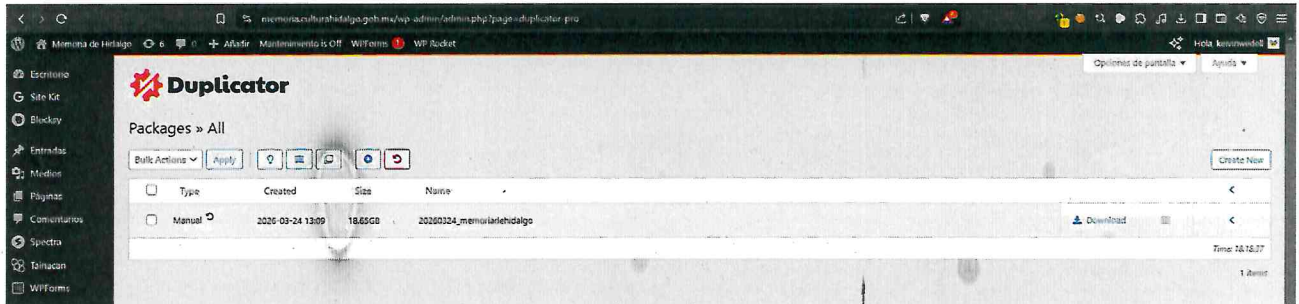 memoria.culturahidalgo.gob.mx/wp-admin/admin.php?page=duplicator-pro
Memoria de Hidalgo 6 0 Añadir Mantenimiento is Off WPForms 1 WP Rocket Hola, kelvinwedell
Opciones de pantalla Ayuda
Escritorio
Site Kit
Blocksy
Entradas
Medios
Páginas
Comentarios
Spectra
Tainacan
WPForms
Duplicator
Packages » All
Bulk Actions Apply Create New
Type Created Size Name
Manual 2026-03-24 13:09 18.65GB 20260324_memoriariehidalgo Download
Time: 18:18:37
1 items